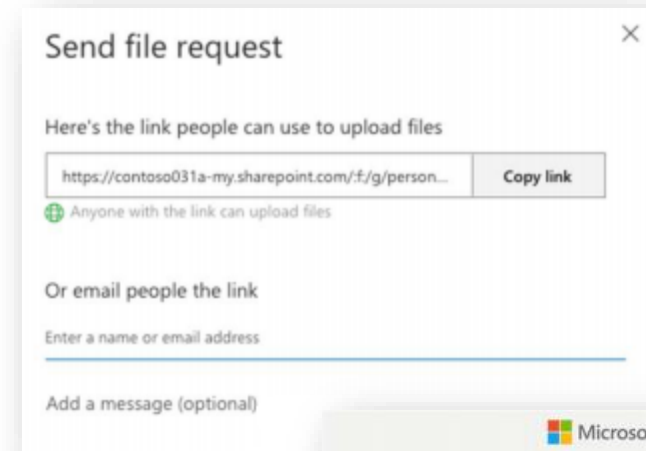 Send file request
Here's the link people can use to upload files
https://contoso031a-my.sharepoint.com/:f:/g/person... Copy link
Anyone with the link can upload files
Or email people the link
Enter a name or email address
Add a message (optional)
Microso